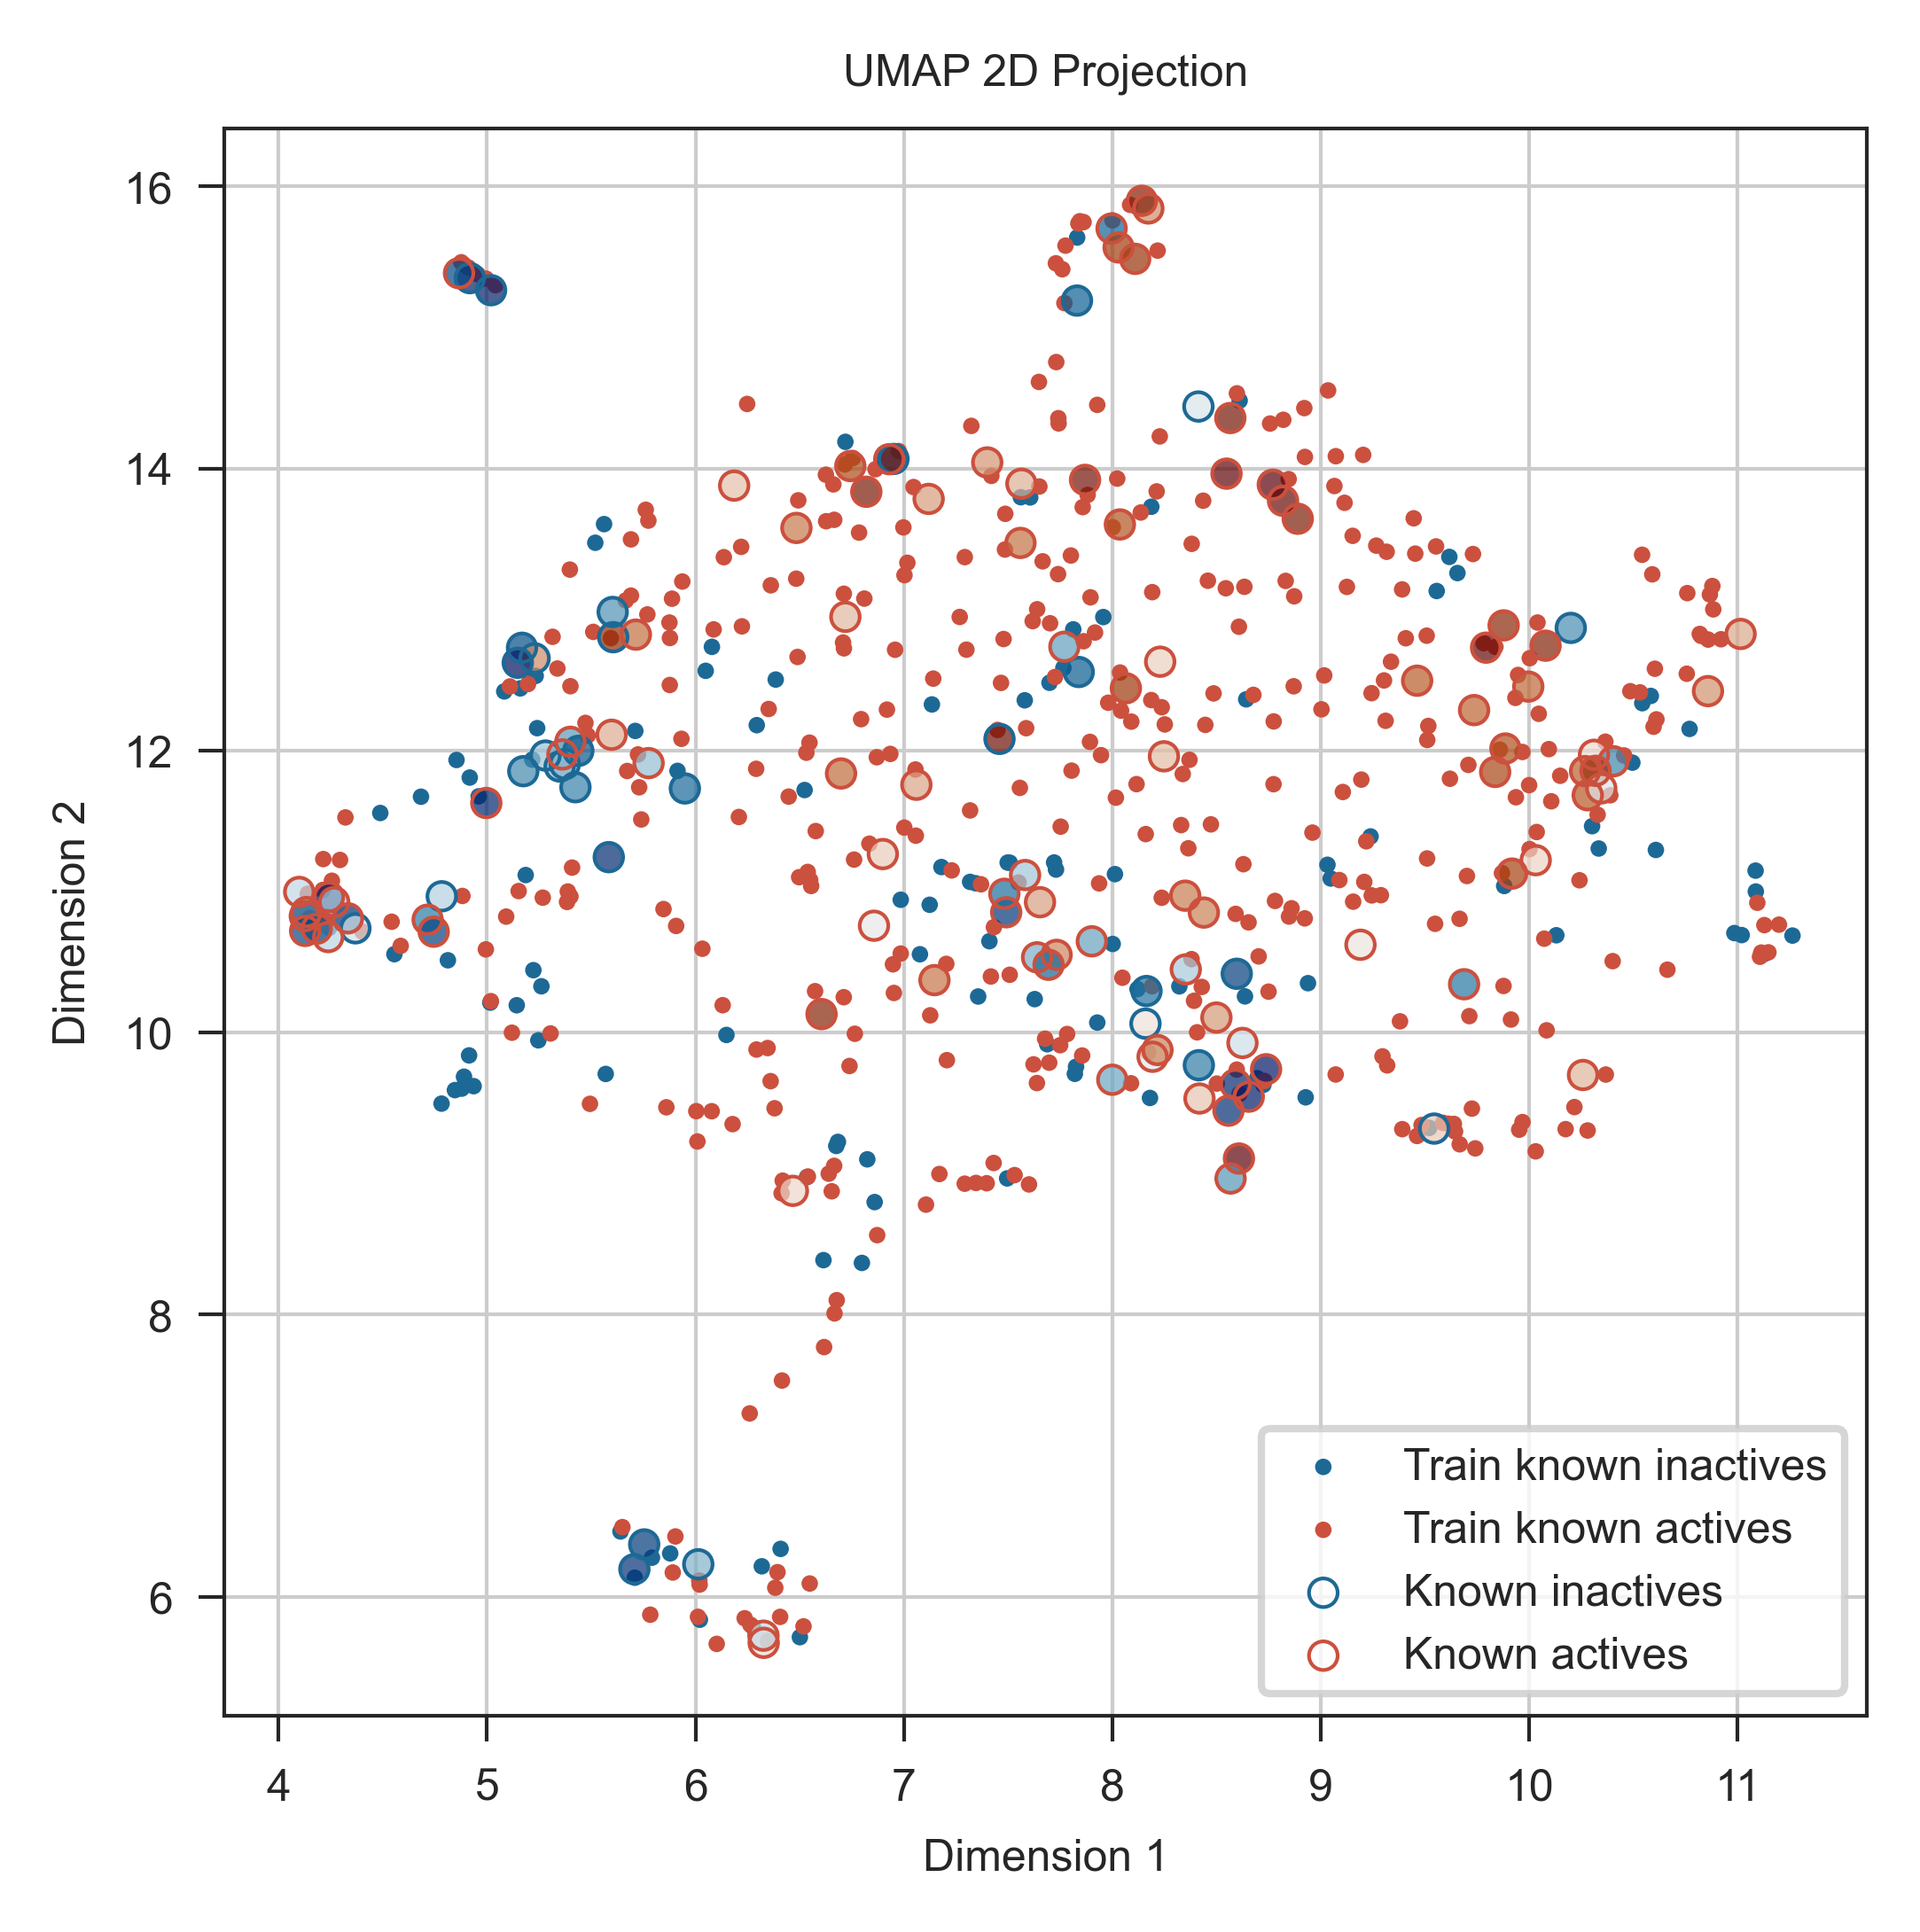 UMAP 2D Projection
16
14
12
10
8
6
Dimension 2
4
5
6
7
8
9
10
11
Dimension 1
Train known inactives
Train known actives
Known inactives
Known actives